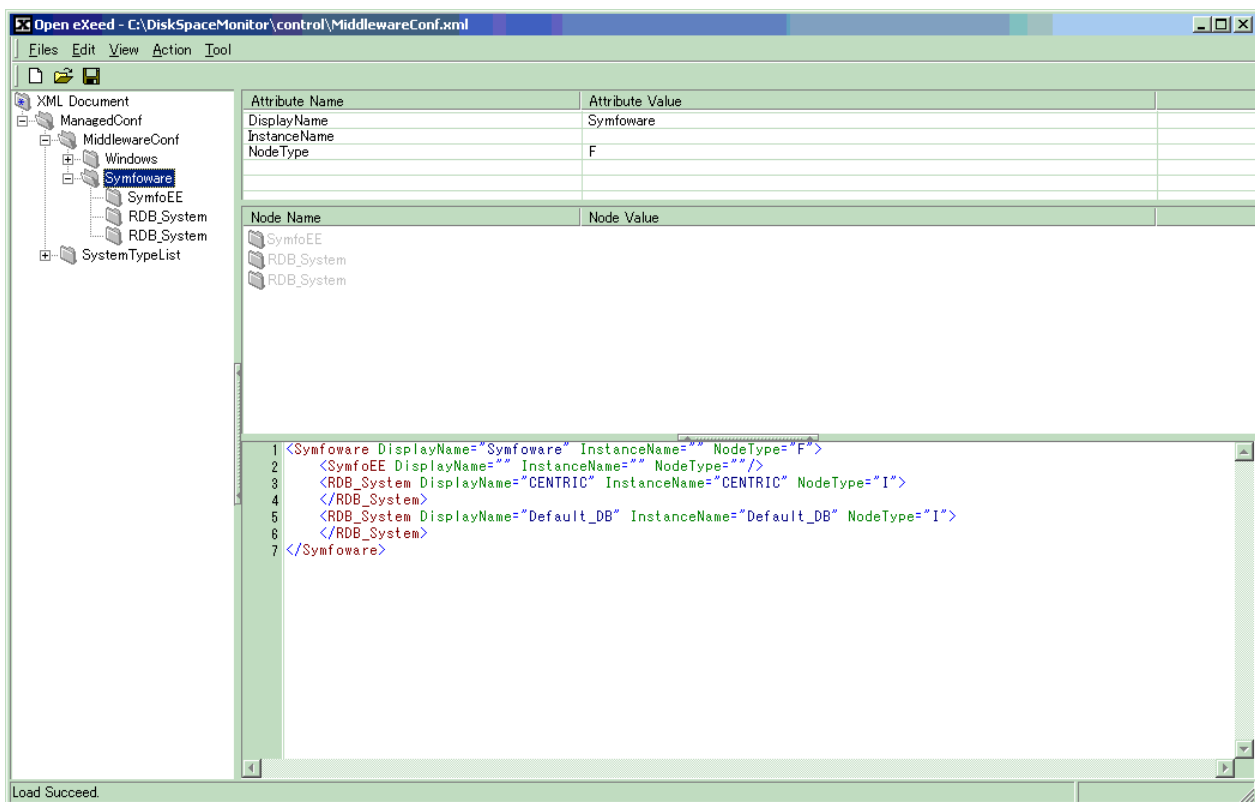 Open eXeed - C:\DiskSpaceMonitor\control\MiddlewareConf.xml
Files Edit View Action Tool
XML Document
ManagedConf
MiddlewareConf
Windows
Symfoware
SymfoEE
RDB_System
RDB_System
SystemTypeList
Attribute Name Attribute Value
DisplayName Symfoware
InstanceName
NodeType F
Node Name Node Value
SymfoEE
RDB_System
RDB_System
1 <Symfoware DisplayName="Symfoware" InstanceName="" NodeType="F">
2 <SymfoEE DisplayName="" InstanceName="" NodeType=""/>
3 <RDB_System DisplayName="CENTRIC" InstanceName="CENTRIC" NodeType="I">
4 </RDB_System>
5 <RDB_System DisplayName="Default_DB" InstanceName="Default_DB" NodeType="I">
6 </RDB_System>
7 </Symfoware>
Load Succeed.